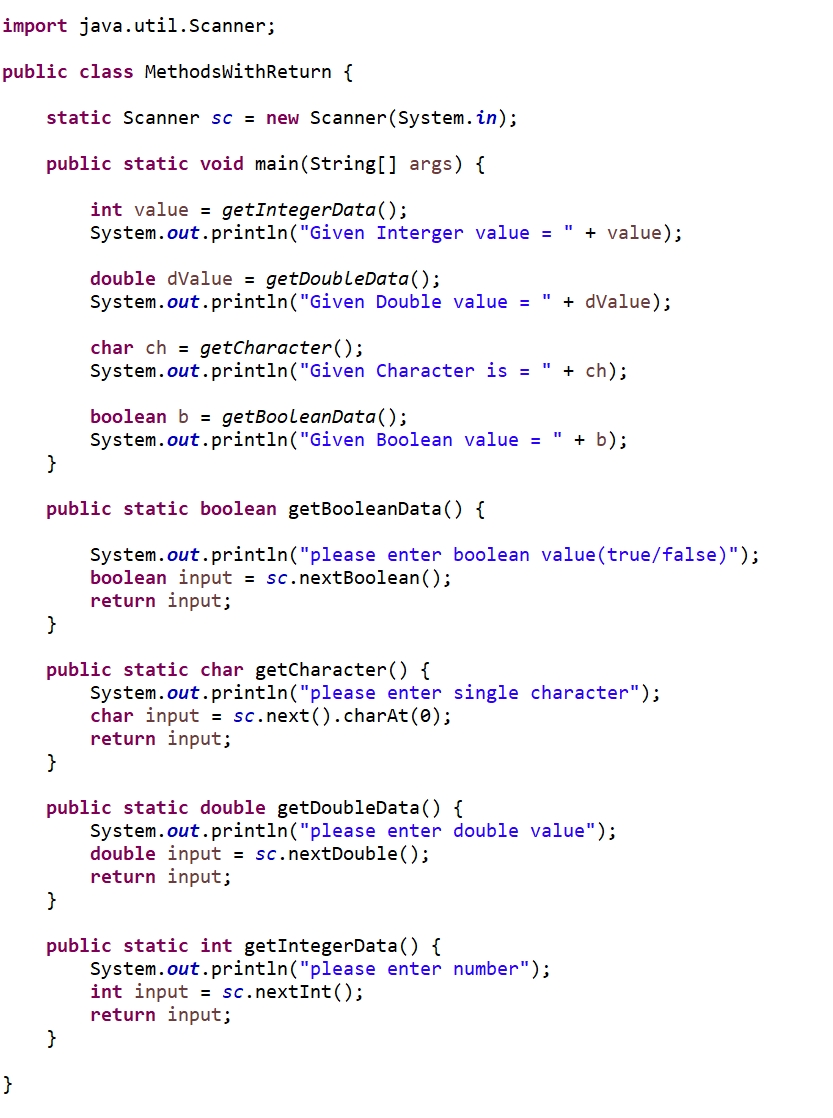 import java.util.Scanner;
public class MethodsWithReturn {
static Scanner sc = new Scanner(System.in);
public static void main(String[] args) {
int value = getIntegerData();
System.out.println("Given Interger value = " + value);
double dValue = getDoubleData();
System.out.println("Given Double value = " + dValue);
char ch = getCharacter();
System.out.println("Given Character is = " + ch);
boolean b = getBooleanData();
System.out.println("Given Boolean value = " + b);
}
public static boolean getBooleanData() {
System.out.println("please enter boolean value(true/false)");
boolean input = sc.nextBoolean();
return input;
}
public static char getCharacter() {
System.out.println("please enter single character");
char input = sc.next().charAt(0);
return input;
}
public static double getDoubleData() {
System.out.println("please enter double value");
double input = sc.nextDouble();
return input;
}
public static int getIntegerData() {
System.out.println("please enter number");
int input = sc.nextInt();
return input;
}
}